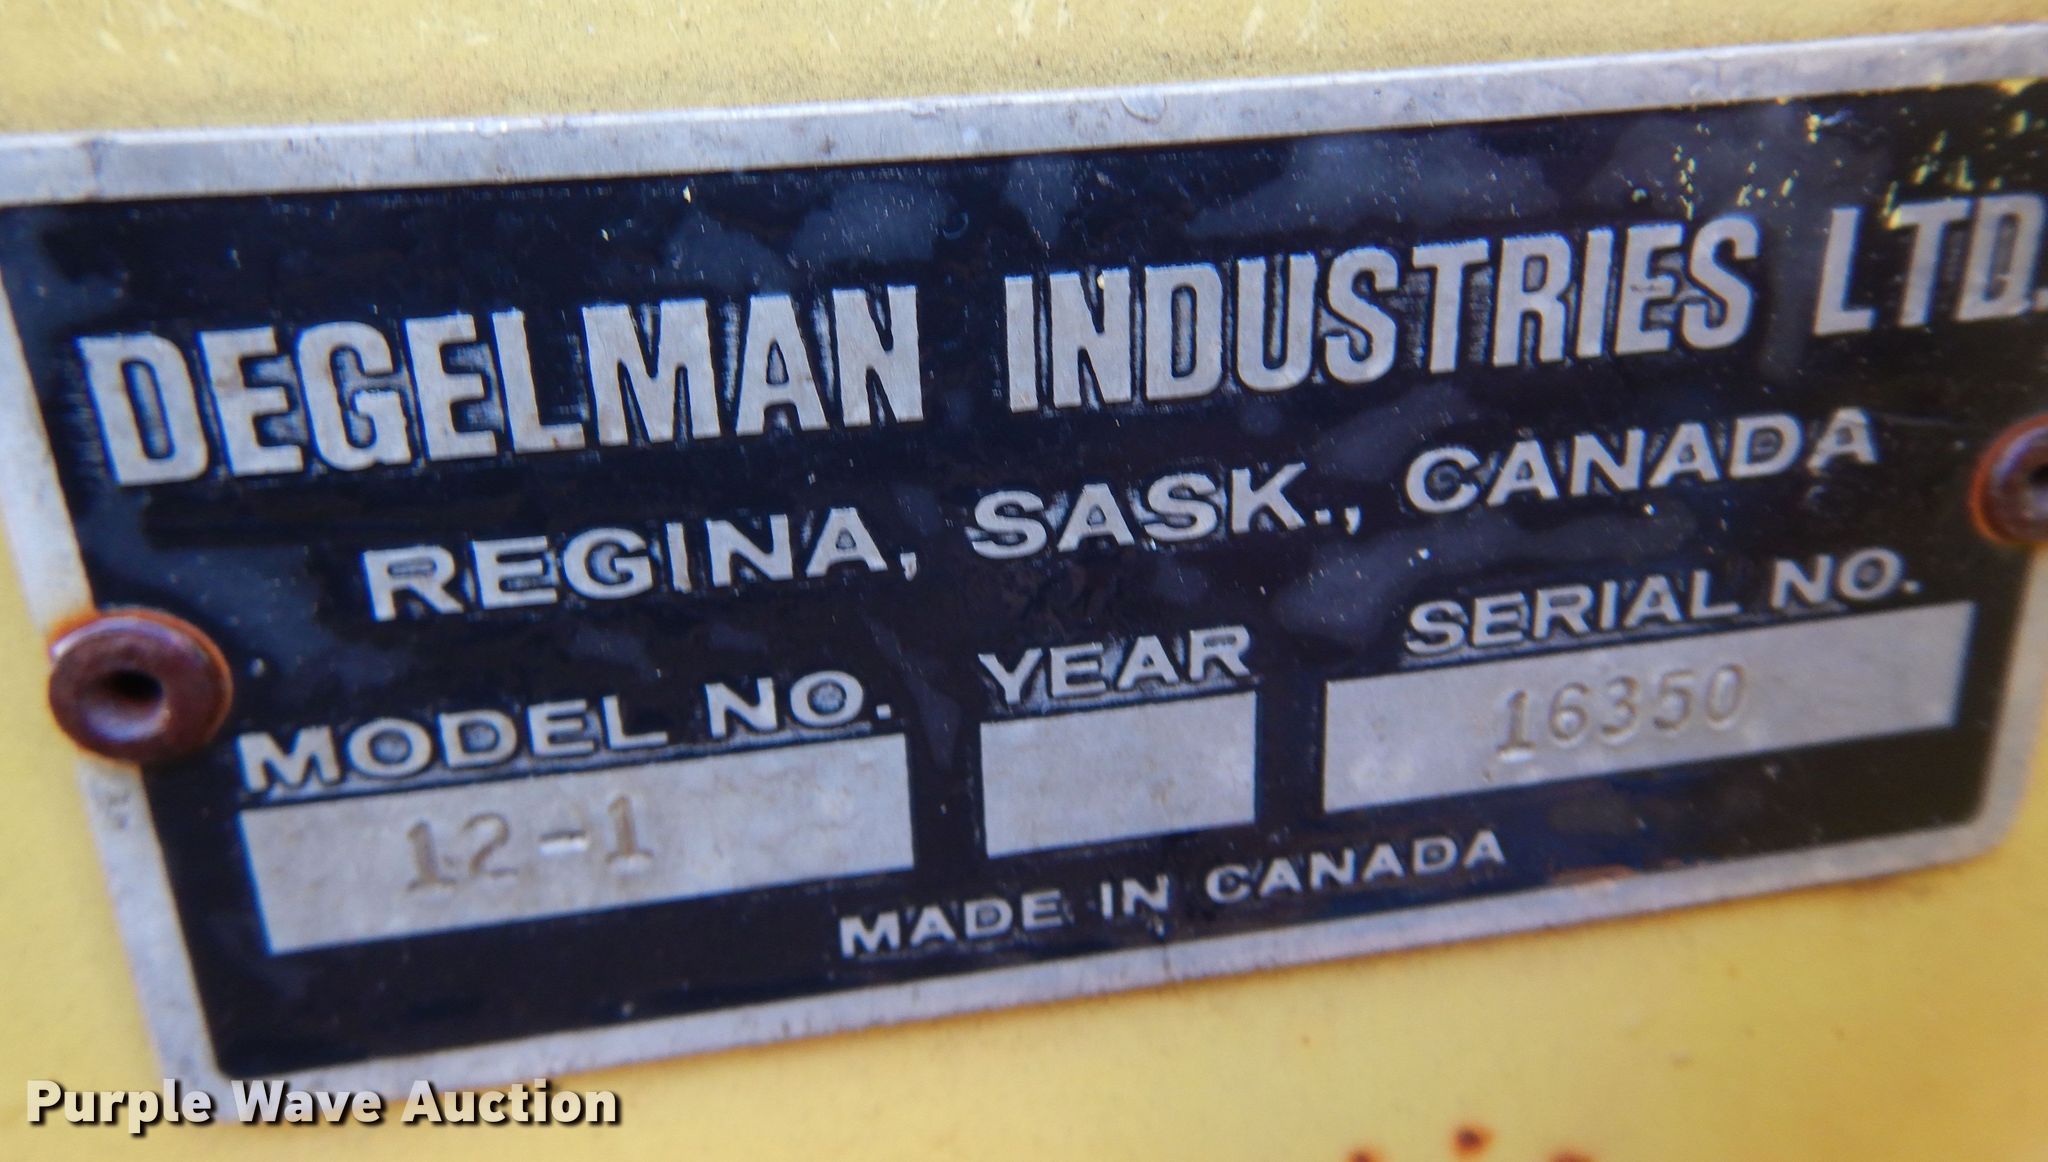 DEGELMAN INDUSTRIES LTD.
REGINA, SASK., CANADA
MODEL NO. YEAR SERIAL NO.
12-1 16350
MADE IN CANADA
Purple Wave Auction